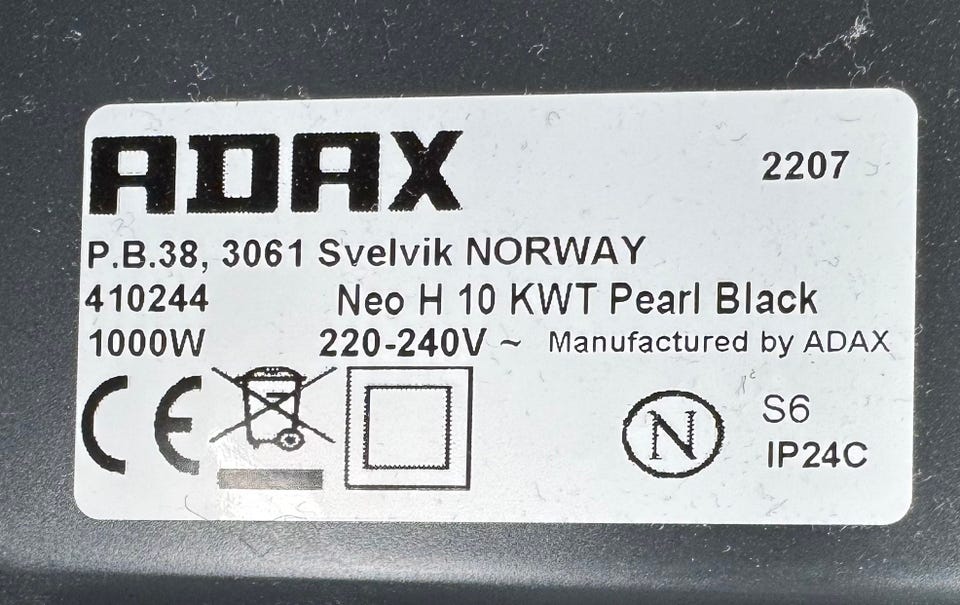 ADAX 2207
P.B.38, 3061 Svelvik NORWAY
410244 Neo H 10 KWT Pearl Black
1000W 220-240V ~ Manufactured by ADAX
CE N S6
IP24C